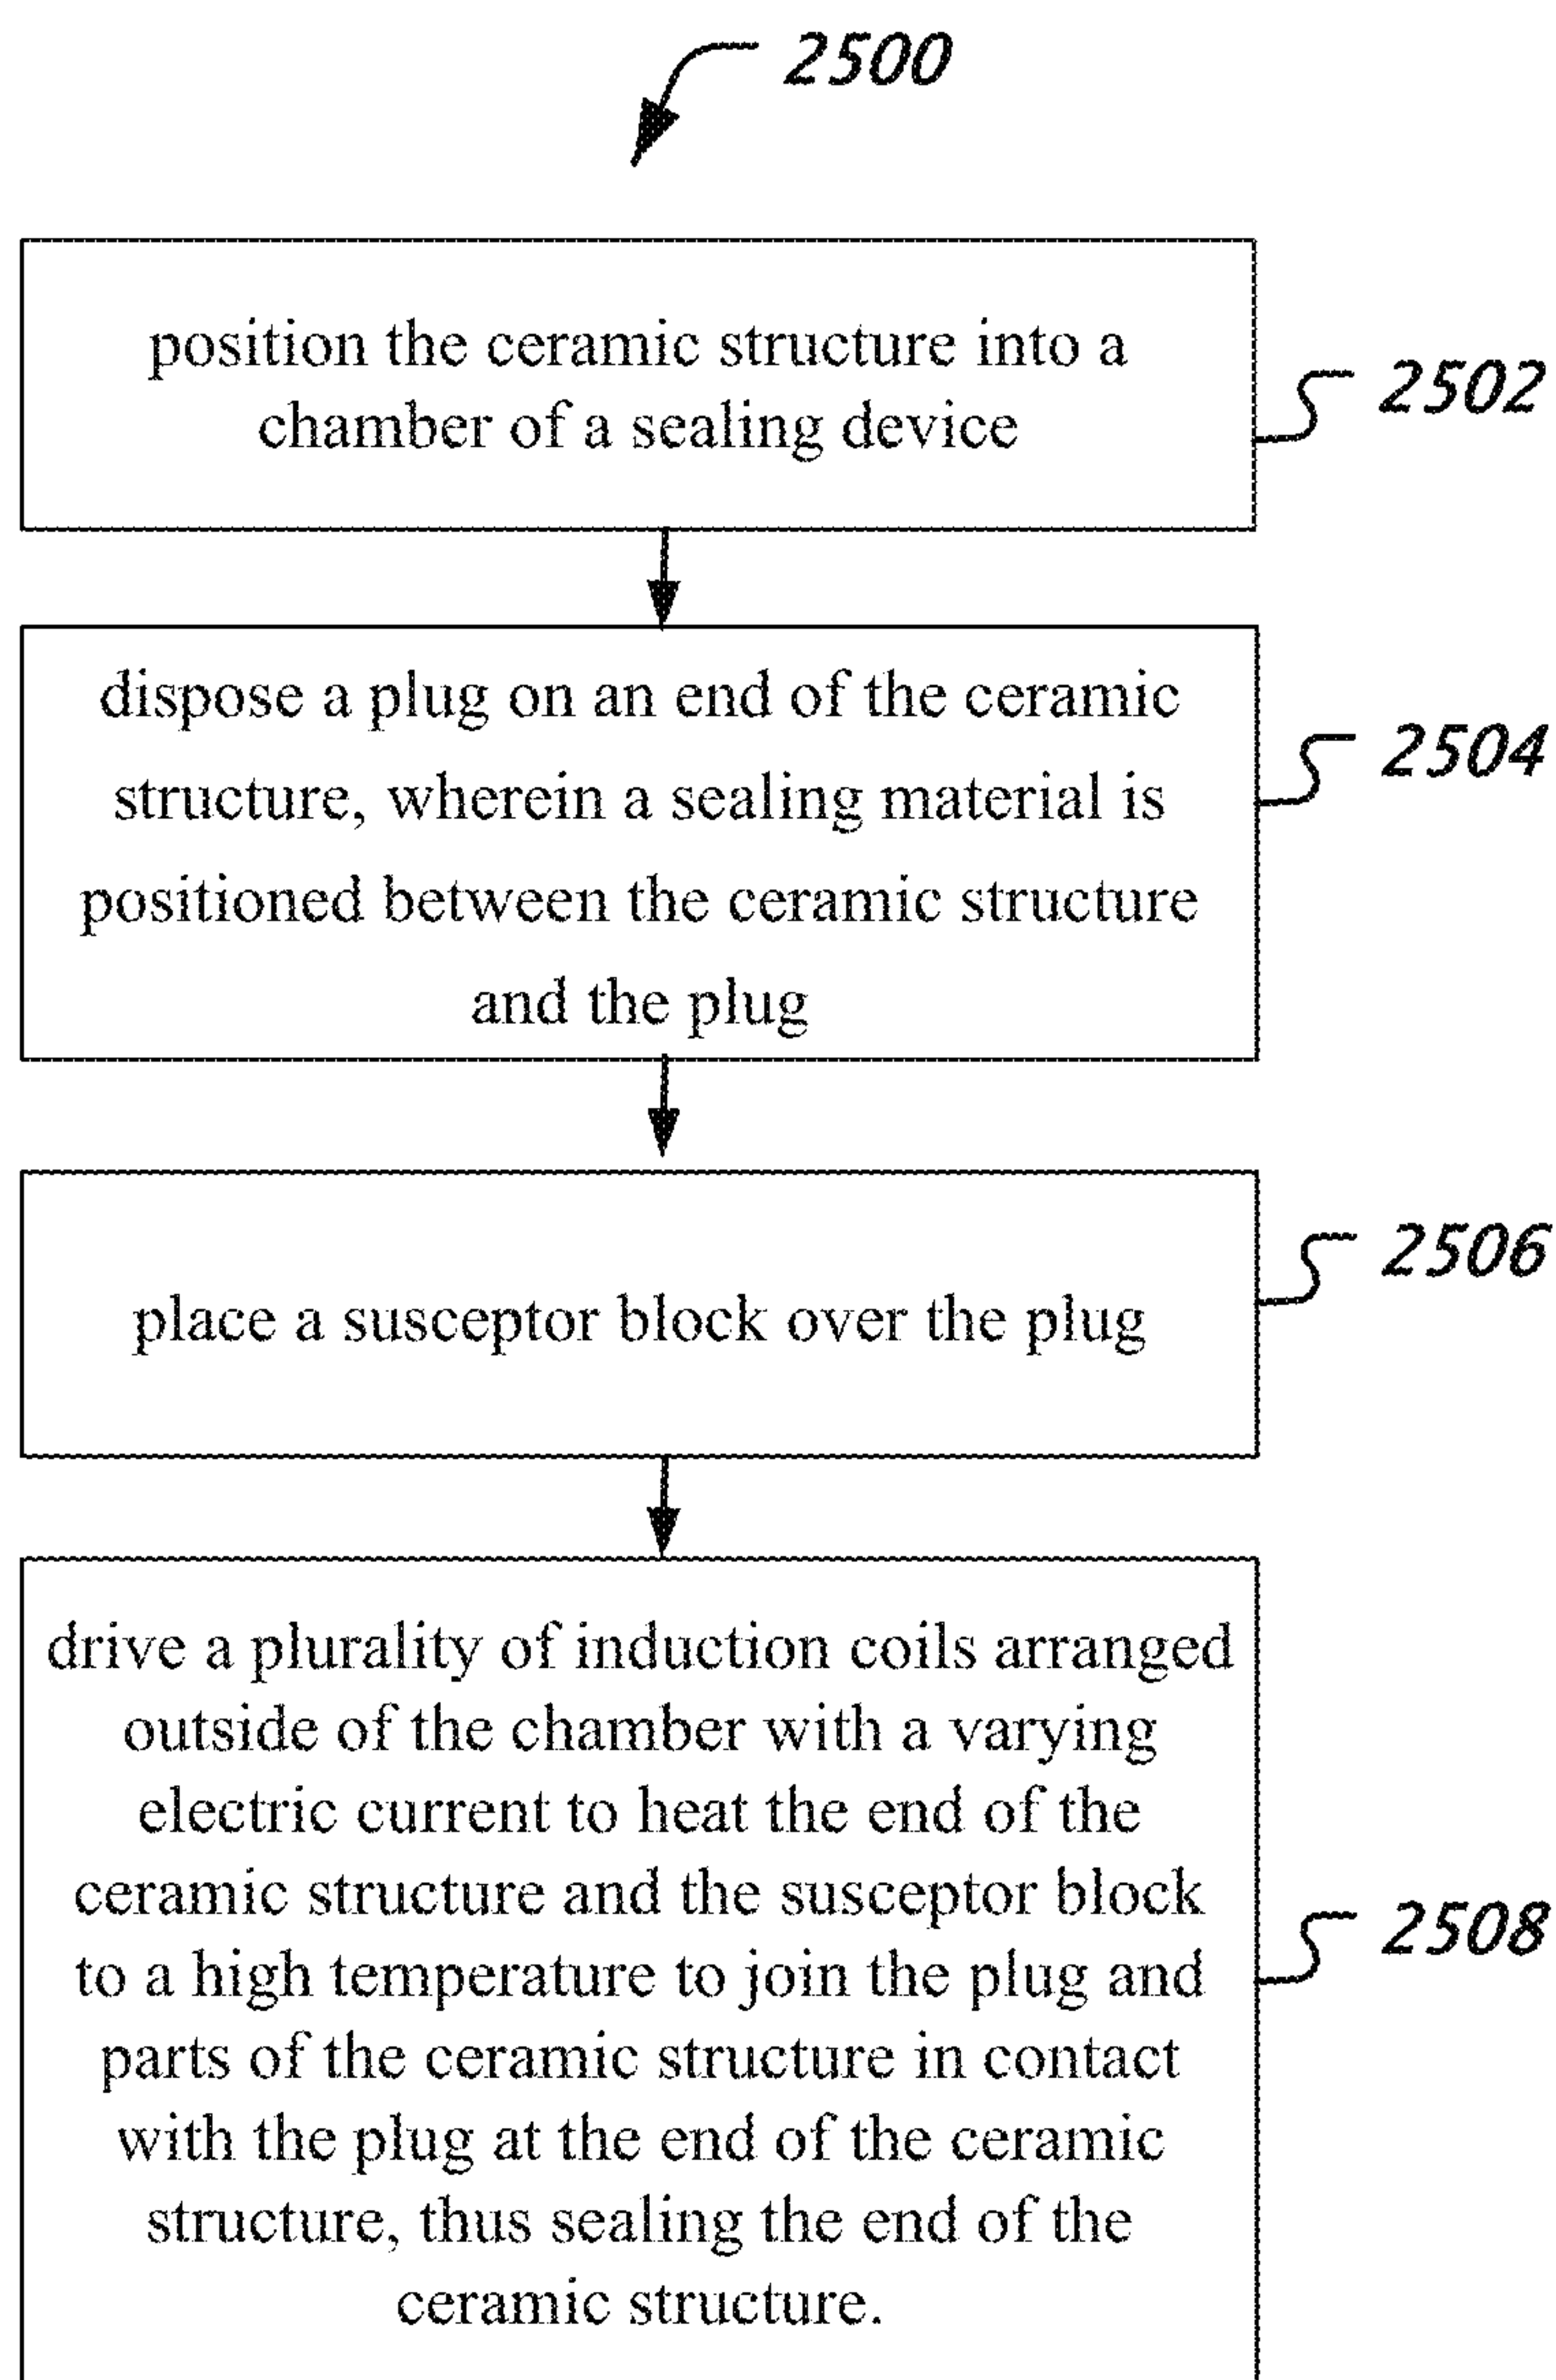 2500
position the ceramic structure into a
chamber of a sealing device
2502
dispose a plug on an end of the ceramic
structure, wherein a sealing material is
positioned between the ceramic structure
and the plug
2504
place a susceptor block over the plug
2506
drive a plurality of induction coils arranged
outside of the chamber with a varying
electric current to heat the end of the
ceramic structure and the susceptor block
to a high temperature to join the plug and
parts of the ceramic structure in contact
with the plug at the end of the ceramic
structure, thus sealing the end of the
ceramic structure.
2508